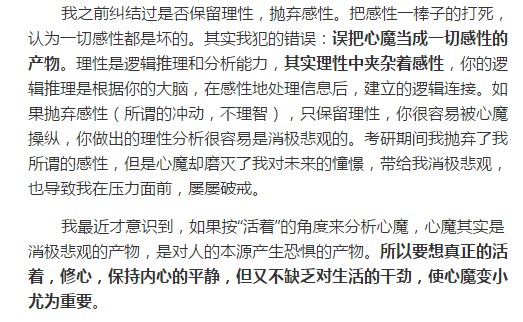 我之前纠结过是否保留理性，抛弃感性。把感性一棒子的打死，
认为一切感性都是坏的。其实我犯的错误：误把心魔当成一切感性的
产物。理性是逻辑推理和分析能力，其实理性中夹杂着感性，你的逻
辑推理是根据你的大脑，在感性地处理信息后，建立的逻辑连接。如
果抛弃感性（所谓的冲动，不理智），只保留理性，你很容易被心魔
操纵，你做出的理性分析很容易是消极悲观的。考研期间我抛弃了我
所谓的感性，但是心魔却磨灭了我对未来的憧憬，带给我消极悲观，
也导致我在压力面前，屡屡破戒。
我最近才意识到，如果按“活着”的角度来分析心魔，心魔其实是
消极悲观的产物，是对人的本源产生恐惧的产物。所以要想真正的活
着，修心，保持内心的平静，但又不缺乏对生活的干劲，使心魔变小
尤为重要。